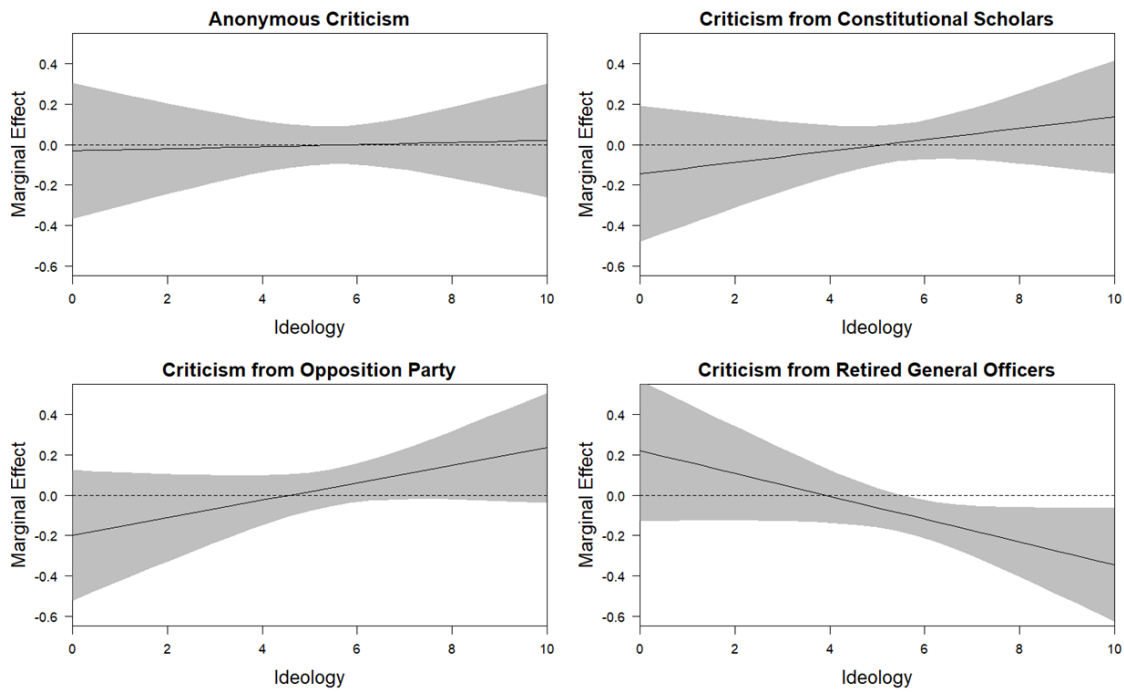 Anonymous Criticism
Marginal Effect
0.4
0.2
0.0
-0.2
-0.4
-0.6
0 2 4 6 8 10
Ideology
Criticism from Constitutional Scholars
Marginal Effect
0.4
0.2
0.0
-0.2
-0.4
-0.6
0 2 4 6 8 10
Ideology
Criticism from Opposition Party
Marginal Effect
0.4
0.2
0.0
-0.2
-0.4
-0.6
0 2 4 6 8 10
Ideology
Criticism from Retired General Officers
Marginal Effect
0.4
0.2
0.0
-0.2
-0.4
-0.6
0 2 4 6 8 10
Ideology